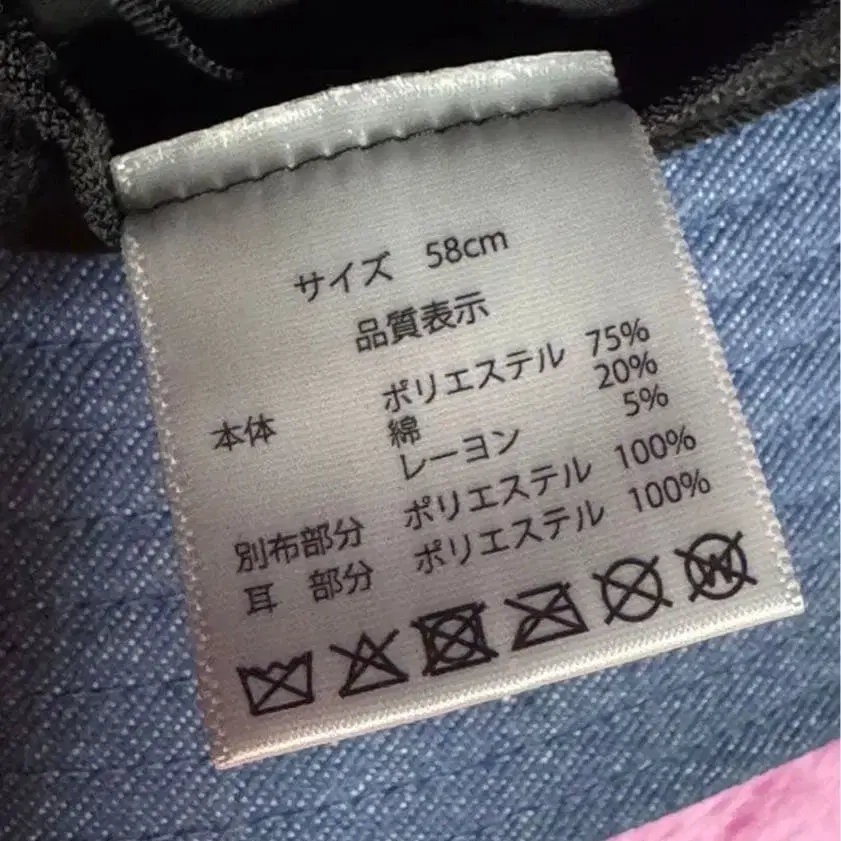 サイズ 58cm
品質表示
本体 ポリエステル 75%
綿 20%
レーヨン 5%
別布部分 ポリエステル 100%
耳 部分 ポリエステル 100%
W